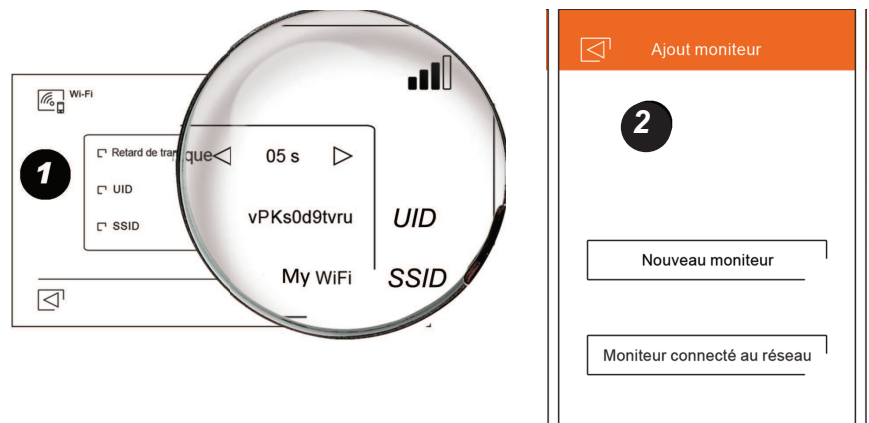 Wi-Fi
1
Retard de tra
que
05 s
UID
vPKs0d9tvru
UID
SSID
My WiFi
SSID
Ajout moniteur
2
Nouveau moniteur
Moniteur connecté au réseau